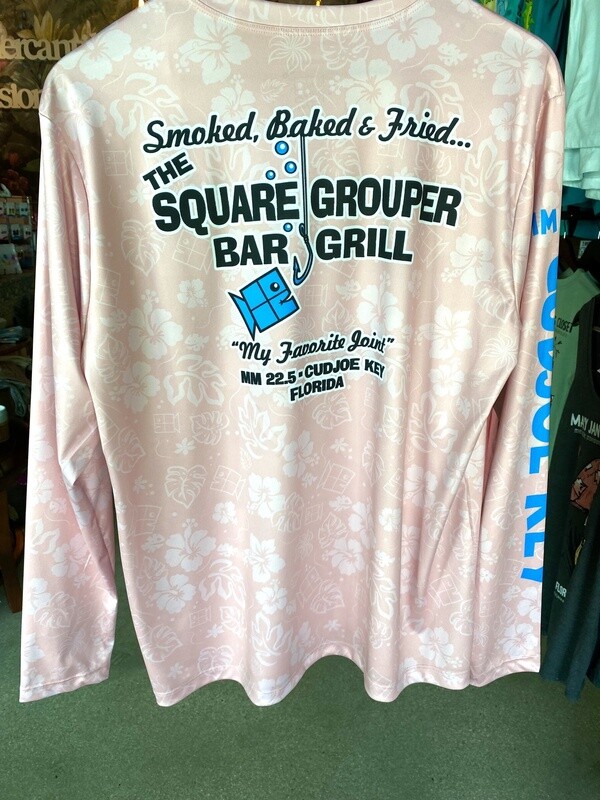 Smoked, Baked & Fried...
THE
SQUARE GROUPER
BAR GRILL
"My Favorite Joint"
MM 22.5 • CUDJOE KEY
FLORIDA
CUDJOE KEY